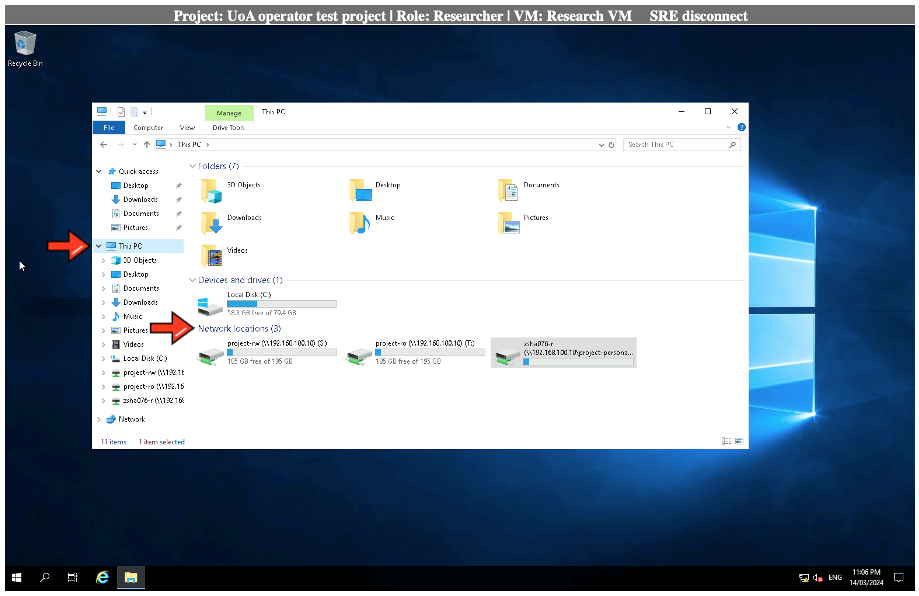 Project: UoA operator test project | Role: Researcher | VM: Research VM SRE disconnect
Recycle Bin
Manage This PC
File Computer View Drive Tools
This PC
Search This PC
Quick access
Desktop
Downloads
Documents
Pictures
This PC
3D Objects
Desktop
Documents
Downloads
Music
Pictures
Videos
Local Disk (C:)
project-rw (\\192.16
project-ro (\\192.16
zsha076-r (\\192.168
Network
Folders (7)
3D Objects
Desktop
Documents
Downloads
Music
Pictures
Videos
Devices and drives (1)
Local Disk (C:)
58.3 GB free of 79.4 GB
Network locations (3)
project-rw (\\192.168.100.10) (S:)
185 GB free of 195 GB
project-ro (\\192.168.100.10) (T:)
185 GB free of 195 GB
zsha076-r
(\\192.168.100.10\project-persona...
11 items 1 item selected
ENG
11:06 PM
14/03/2024